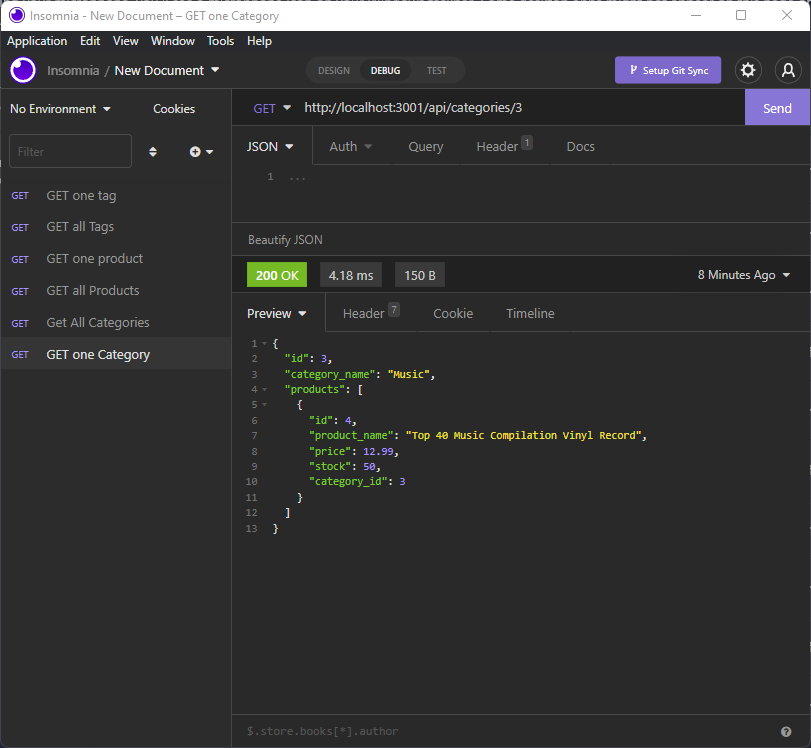 Insomnia - New Document – GET one Category
Application Edit View Window Tools Help
Insomnia / New Document DESIGN DEBUG TEST Setup Git Sync
No Environment Cookies
GET http://localhost:3001/api/categories/3 Send
Filter
JSON Auth Query Header 1 Docs
1 ...
GET GET one tag
GET GET all Tags
GET GET one product
GET GET all Products
GET Get All Categories
GET GET one Category
Beautify JSON
200 OK 4.18 ms 150 B 8 Minutes Ago
Preview Header 7 Cookie Timeline
1 {
2 "id": 3,
3 "category_name": "Music",
4 "products": [
5 {
6 "id": 4,
7 "product_name": "Top 40 Music Compilation Vinyl Record",
8 "price": 12.99,
9 "stock": 50,
10 "category_id": 3
11 }
12 ]
13 }
$.store.books[*].author